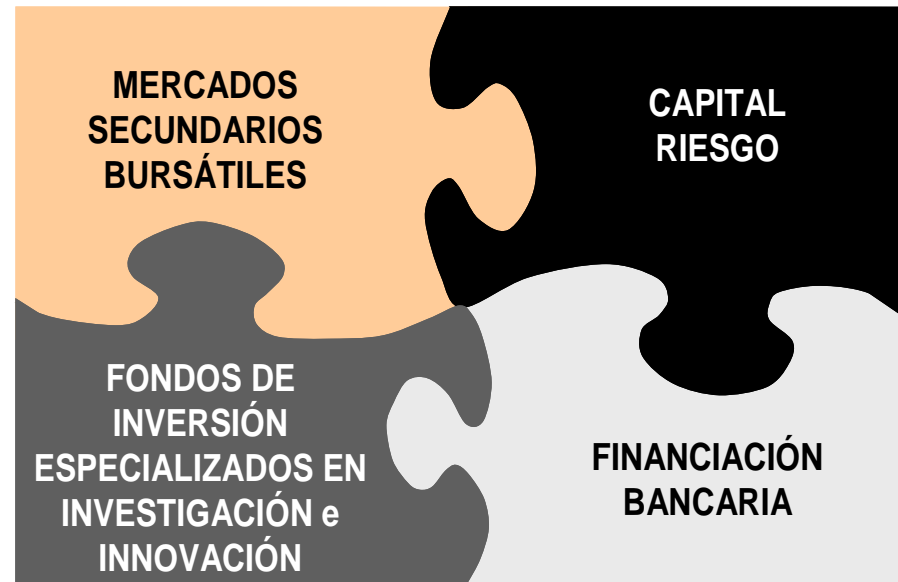 MERCADOS
SECUNDARIOS
BURSÁTILES
CAPITAL
RIESGO
FONDOS DE
INVERSIÓN
ESPECIALIZADOS EN
INVESTIGACIÓN e
INNOVACIÓN
FINANCIACIÓN
BANCARIA